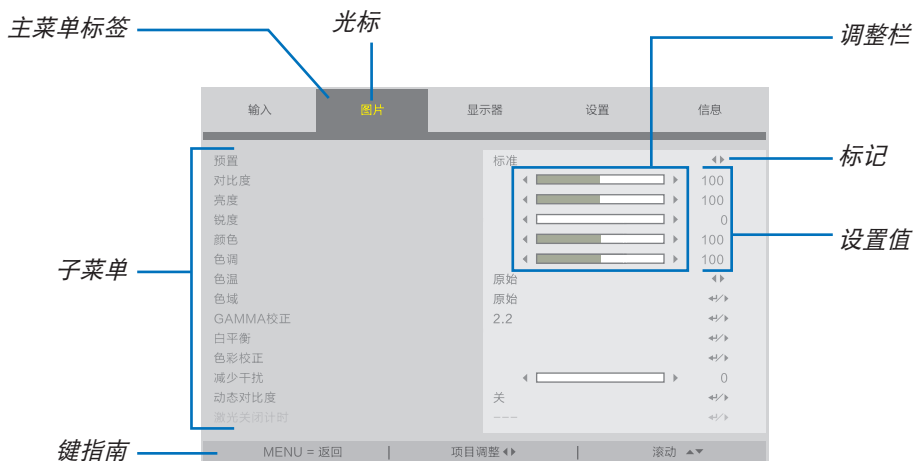 主菜单标签
光标
调整栏
输入 图片 显示器 设置 信息
预置 标准
标记
对比度 100
亮度 100
锐度 0
颜色 100
设置值
色调 100
子菜单
色温 原始
色域 原始
GAMMA校正 2.2
白平衡
色彩校正
减少干扰 0
动态对比度 关
激光关闭计时 ---
键指南
MENU = 返回 | 项目调整 | 滚动